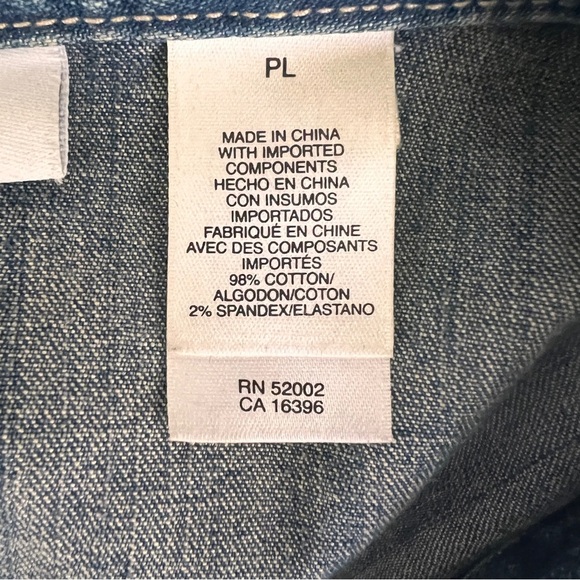 PL
MADE IN CHINA
WITH IMPORTED
COMPONENTS
HECHO EN CHINA
CON INSUMOS
IMPORTADOS
FABRIQUÉ EN CHINE
AVEC DES COMPOSANTS
IMPORTÉS
98% COTTON/
ALGODON/COTON
2% SPANDEX/ELASTANO
RN 52002
CA 16396